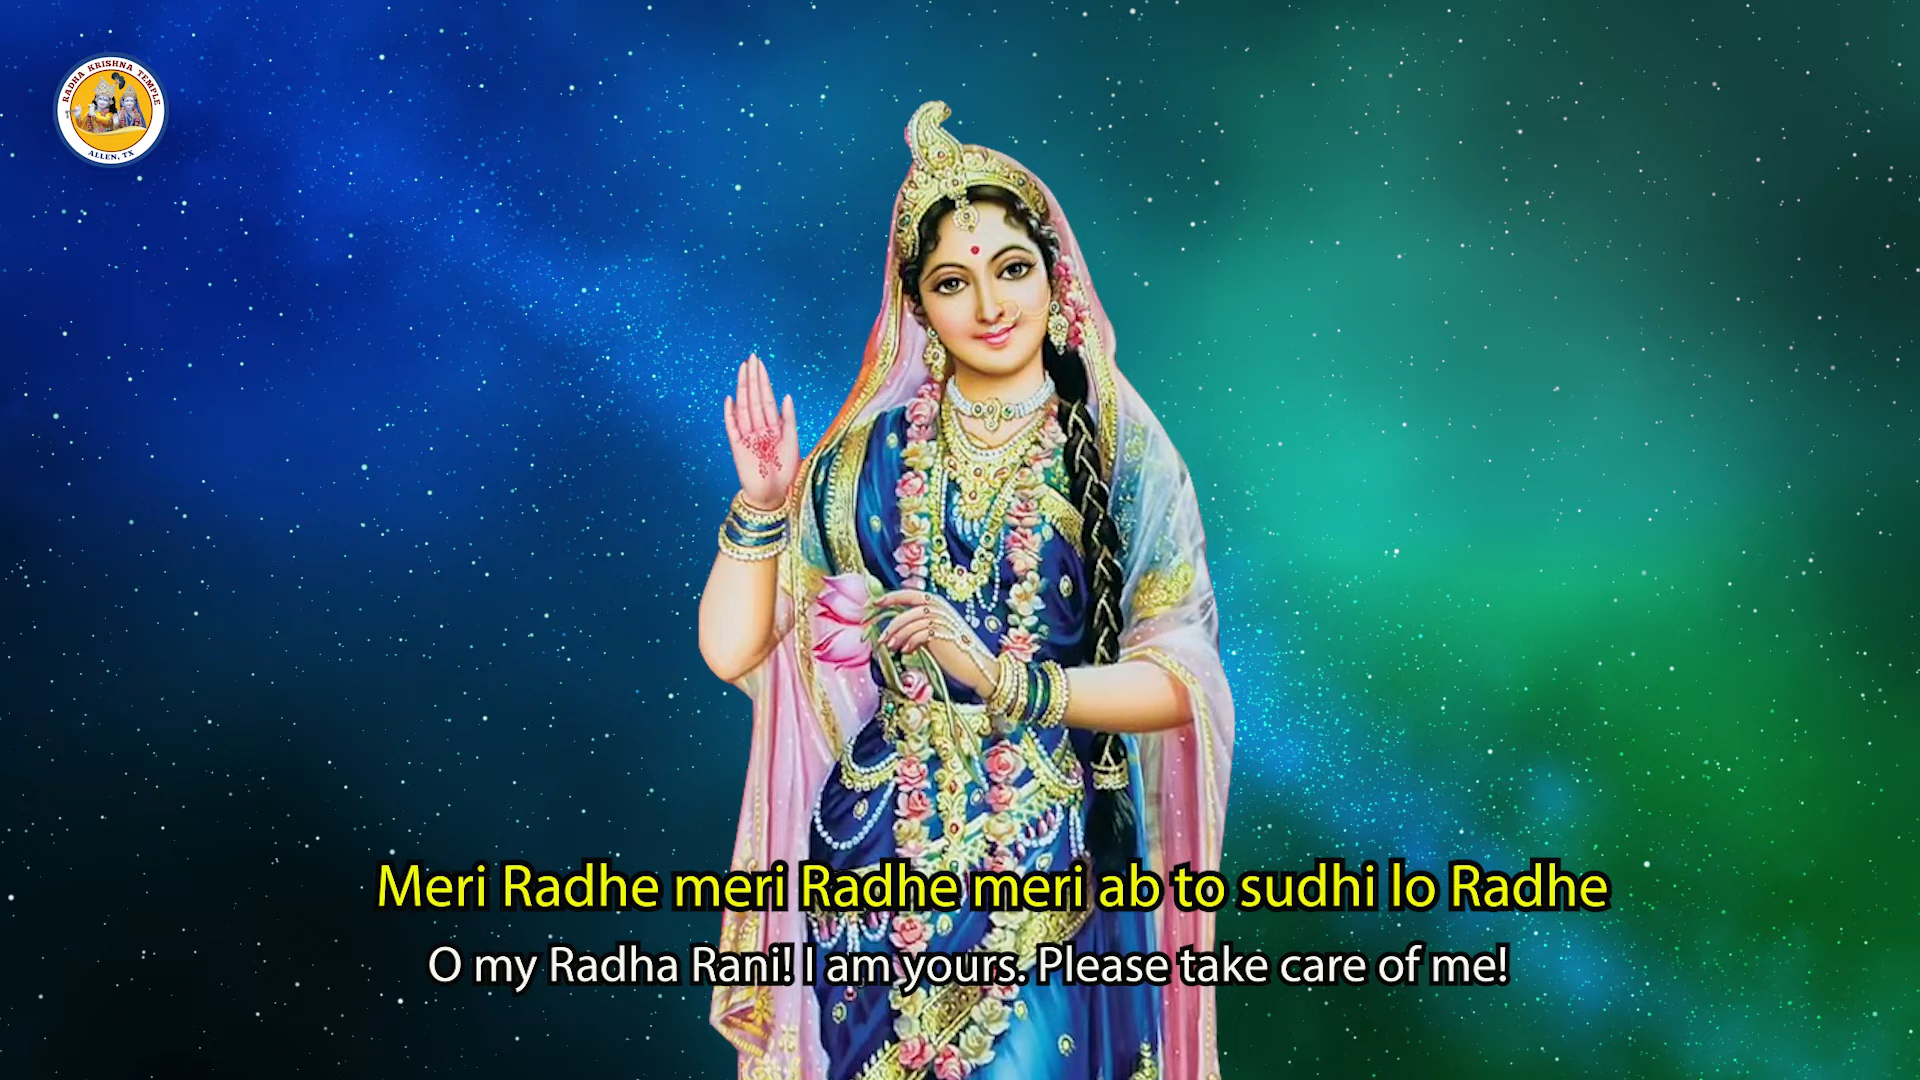 RADHA KRISHNA TEMPLE
ALLEN, TX
Meri Radhe meri Radhe meri ab to sudhi lo Radhe
O my Radha Rani! I am yours. Please take care of me!